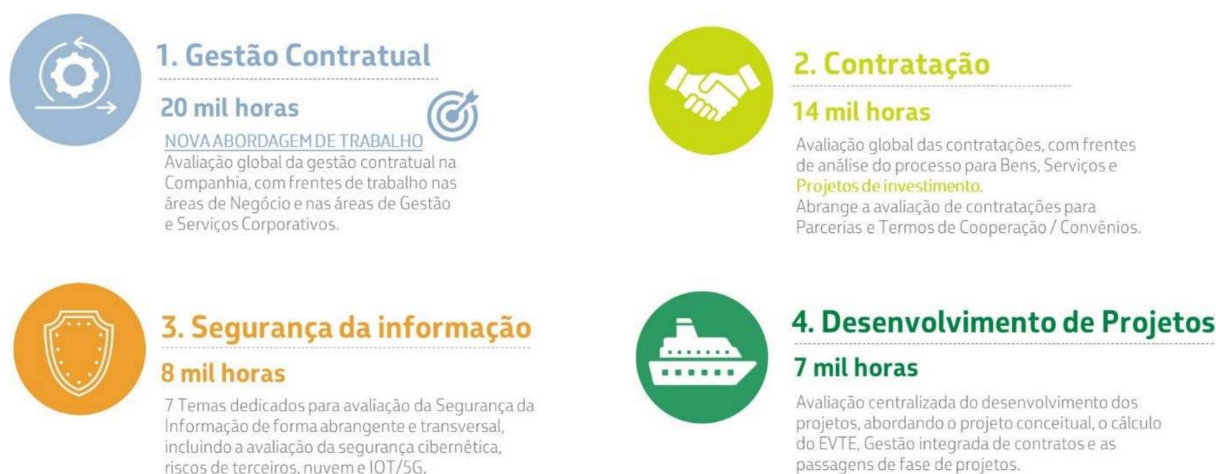 1. Gestão Contratual
20 mil horas
NOVA ABORDAGEM DE TRABALHO
Avaliação global da gestão contratual na
Companhia, com frentes de trabalho nas
áreas de Negócio e nas áreas de Gestão
e Serviços Corporativos.
2. Contratação
14 mil horas
Avaliação global das contratações, com frentes
de análise do processo para Bens, Serviços e
Projetos de investimento.
Abrange a avaliação de contratações para
Parcerias e Termos de Cooperação / Convênios.
3. Segurança da informação
8 mil horas
7 Temas dedicados para avaliação da Segurança da
Informação de forma abrangente e transversal,
incluindo a avaliação da segurança cibernética,
riscos de terceiros, nuvem e IOT/5G.
4. Desenvolvimento de Projetos
7 mil horas
Avaliação centralizada do desenvolvimento dos
projetos, abordando o projeto conceitual, o cálculo
do EVTE, Gestão integrada de contratos e as
passagens de fase de projetos.